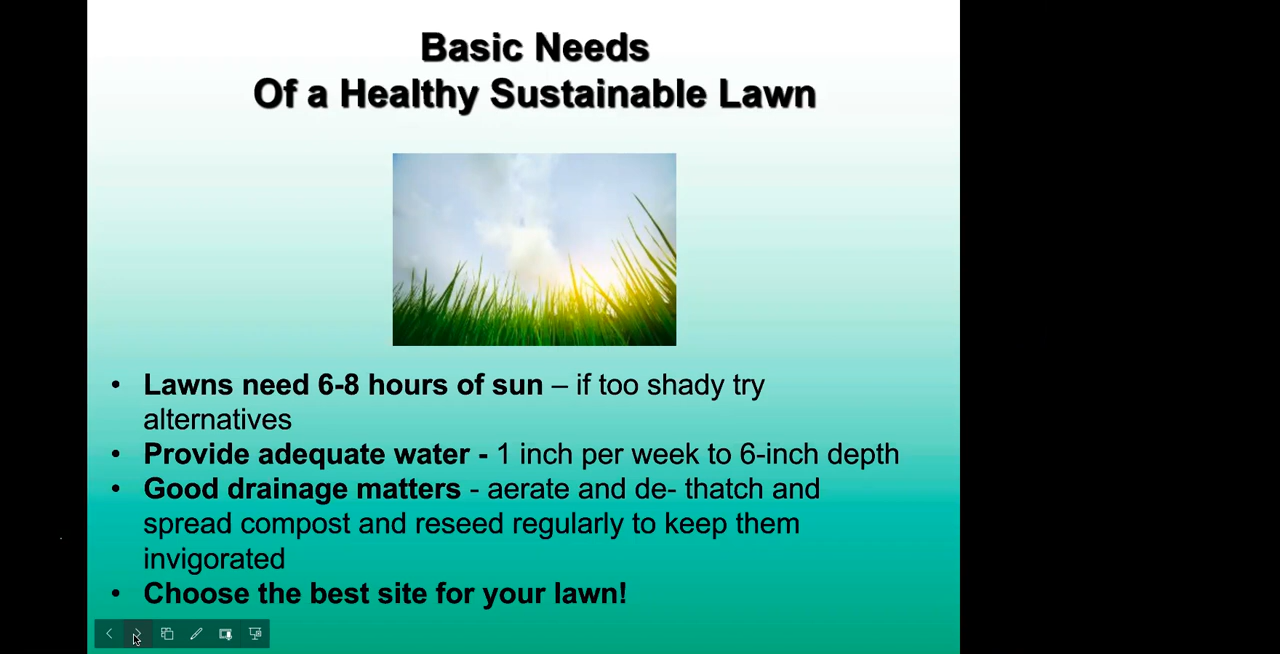 Basic Needs
Of a Healthy Sustainable Lawn
• Lawns need 6-8 hours of sun – if too shady try
alternatives
• Provide adequate water - 1 inch per week to 6-inch depth
• Good drainage matters - aerate and de- thatch and
spread compost and reseed regularly to keep them
invigorated
• Choose the best site for your lawn!